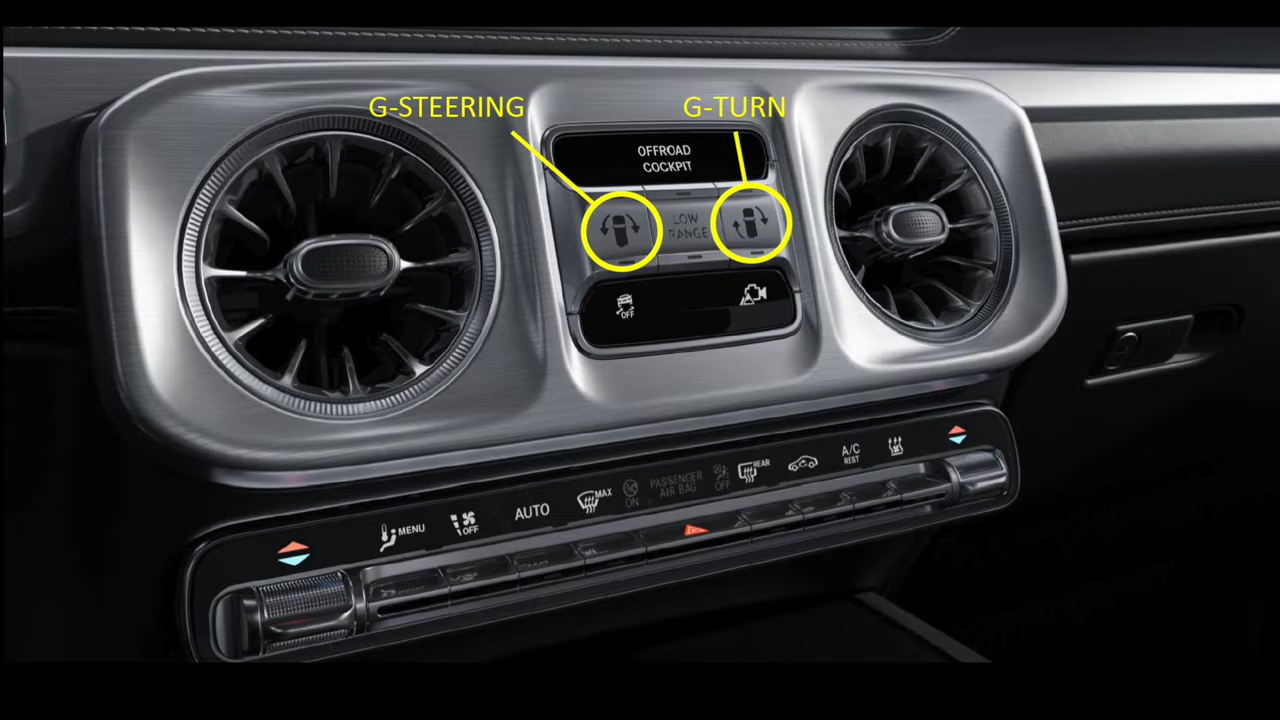 G-STEERING
G-TURN
OFFROAD
COCKPIT
LOW
RANGE
OFF
MENU
OFF
AUTO
MAX
ON
PASSENGER
AIR BAG
OFF
REAR
A/C
REST